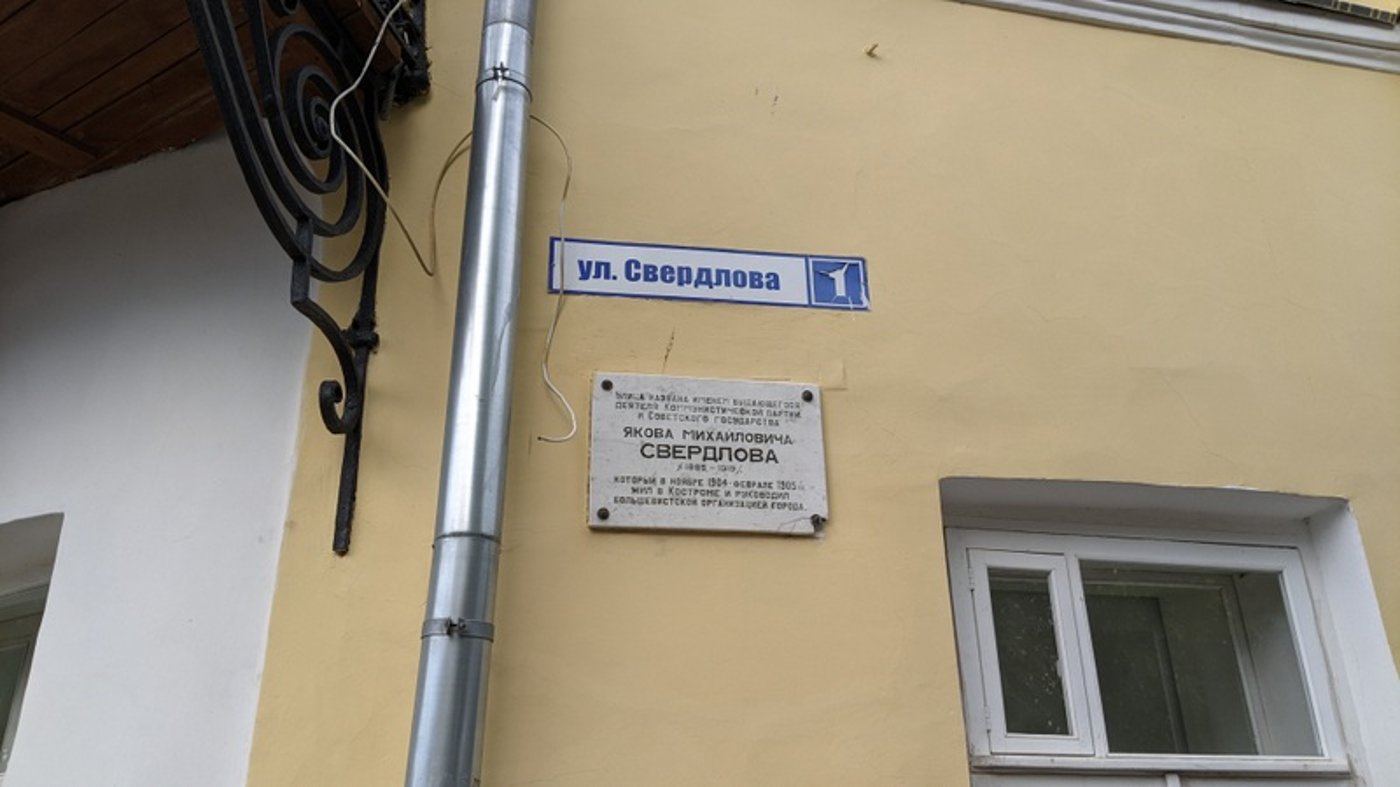 ул. Свердлова 1
УЛИЦА НАЗВАНА ИМЕНЕМ ВЫДАЮЩЕГОСЯ
ДЕЯТЕЛЯ КОММУНИСТИЧЕСКОЙ ПАРТИИ
И СОВЕТСКОГО ГОСУДАРСТВА
ЯКОВА МИХАЙЛОВИЧА
СВЕРДЛОВА
/1885-1919/
КОТОРЫЙ В НОЯБРЕ 1904-ФЕВРАЛЕ 1905 г.
ЖИЛ В КОСТРОМЕ И РУКОВОДИЛ
БОЛЬШЕВИСТСКОЙ ОРГАНИЗАЦИЕЙ ГОРОДА.